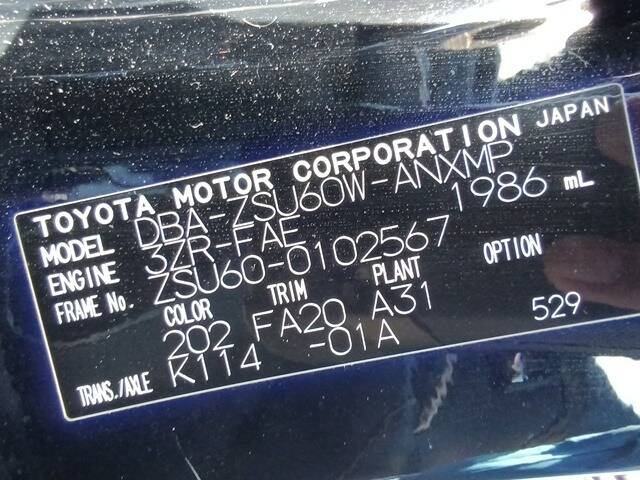 TOYOTA MOTOR CORPORATION JAPAN
MODEL DBA-ZSU60W-ANXMP
ENGINE 3ZR-FAE 1986 mL
FRAME No. ZSU60-0102567
COLOR TRIM PLANT OPTION
202 FA20 A31
TRANS./AXLE K114 -01A 529